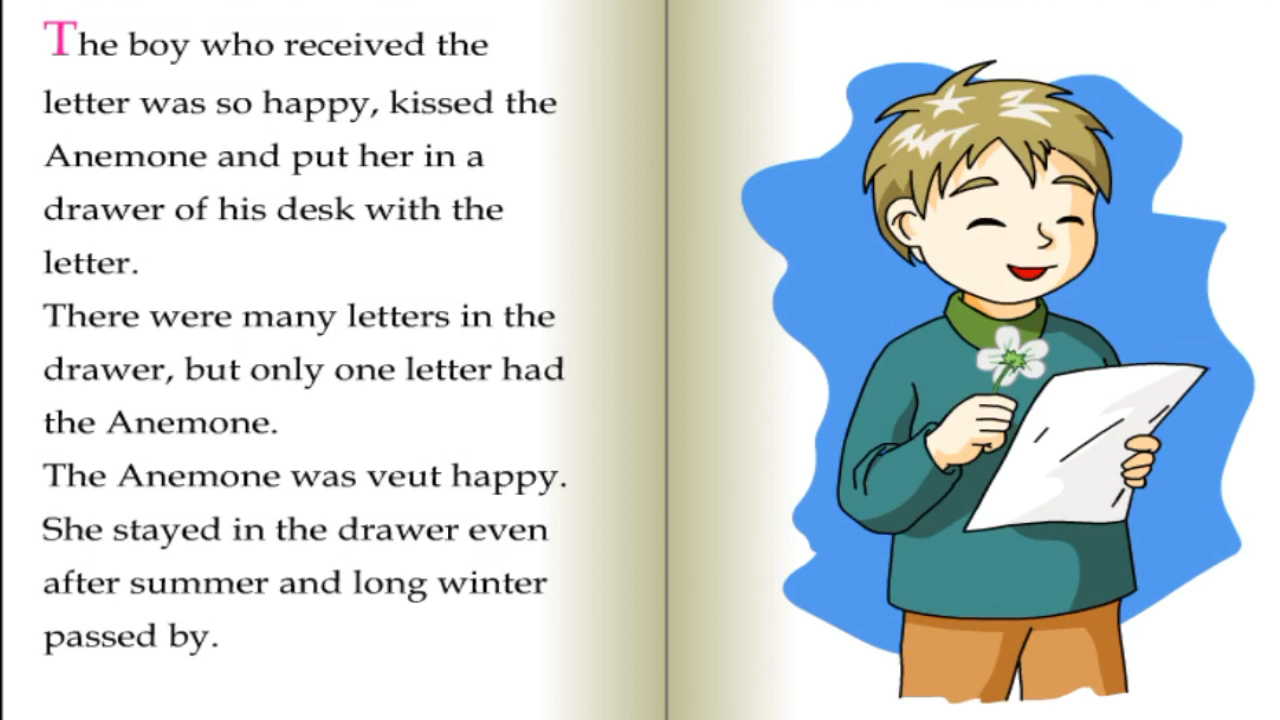 The boy who received the
letter was so happy, kissed the
Anemone and put her in a
drawer of his desk with the
letter.
There were many letters in the
drawer, but only one letter had
the Anemone.
The Anemone was veut happy.
She stayed in the drawer even
after summer and long winter
passed by.